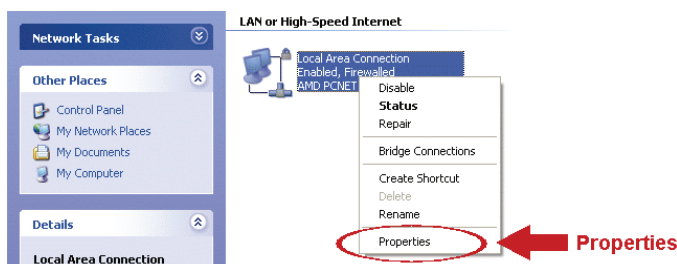 Network Tasks
Other Places
Control Panel
My Network Places
My Documents
My Computer
Details
Local Area Connection
LAN or High-Speed Internet
Local Area Connection
Enabled, Firewalled
AMD PCNET
Disable
Status
Repair
Bridge Connections
Create Shortcut
Delete
Rename
Properties
Properties